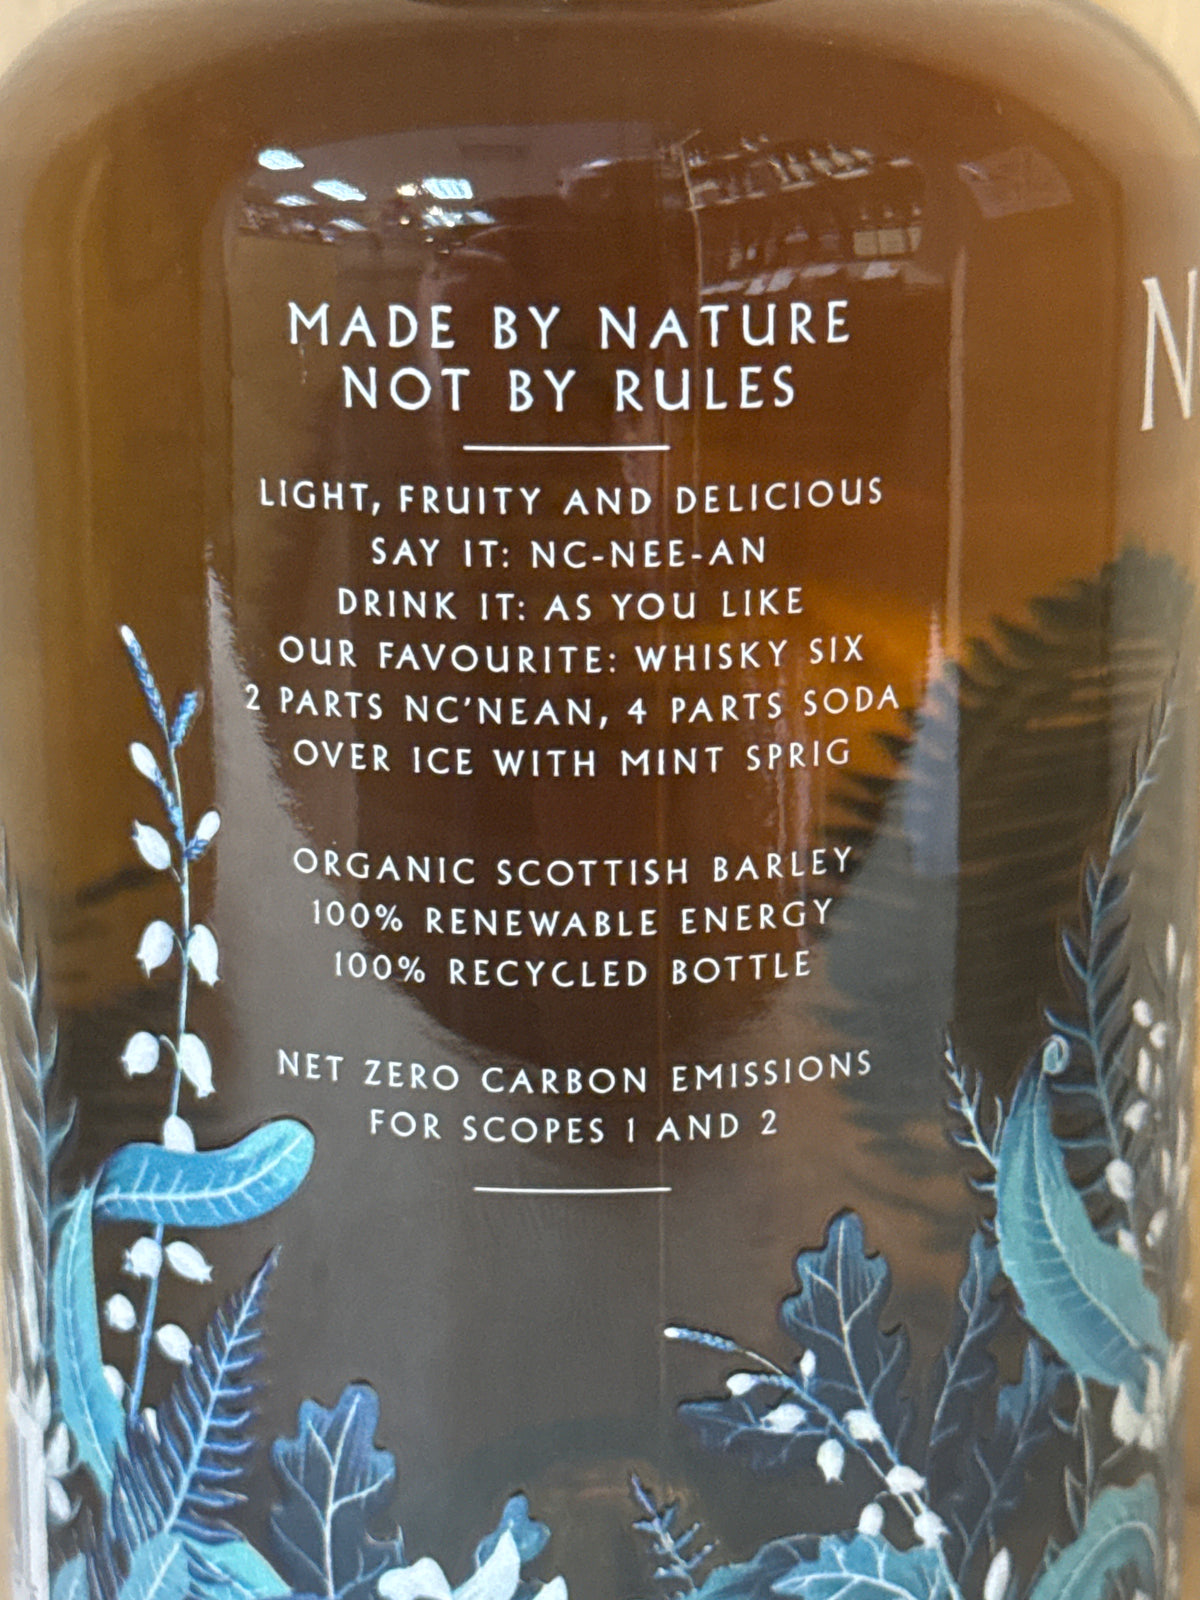 MADE BY NATURE
NOT BY RULES
LIGHT, FRUITY AND DELICIOUS
SAY IT: NC-NEE-AN
DRINK IT: AS YOU LIKE
OUR FAVOURITE: WHISKY SIX
2 PARTS NC'NEAN, 4 PARTS SODA
OVER ICE WITH MINT SPRIG
ORGANIC SCOTTISH BARLEY
100% RENEWABLE ENERGY
100% RECYCLED BOTTLE
NET ZERO CARBON EMISSIONS
FOR SCOPES 1 AND 2